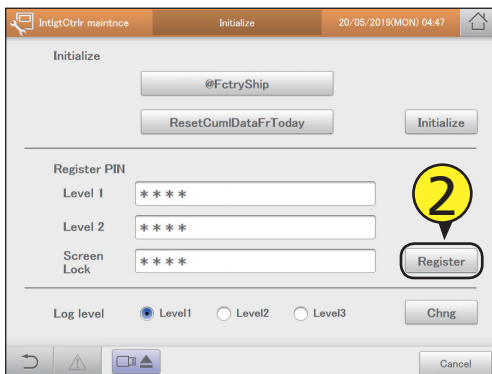 IntlgtCtrlr maintnce Initialize 20/05/2019(MON) 04:47
Initialize
@FctryShip
ResetCumlDataFrToday Initialize
Register PIN
Level 1 ****
2
Level 2 ****
Screen
Lock **** Register
Log level Level1 Level2 Level3 Chng
Cancel